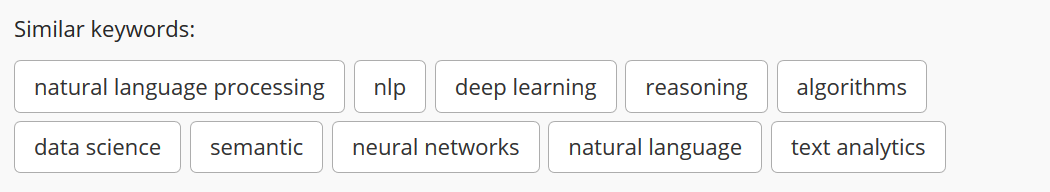 Similar keywords:
natural language processing nlp deep learning reasoning algorithms
data science semantic neural networks natural language text analytics